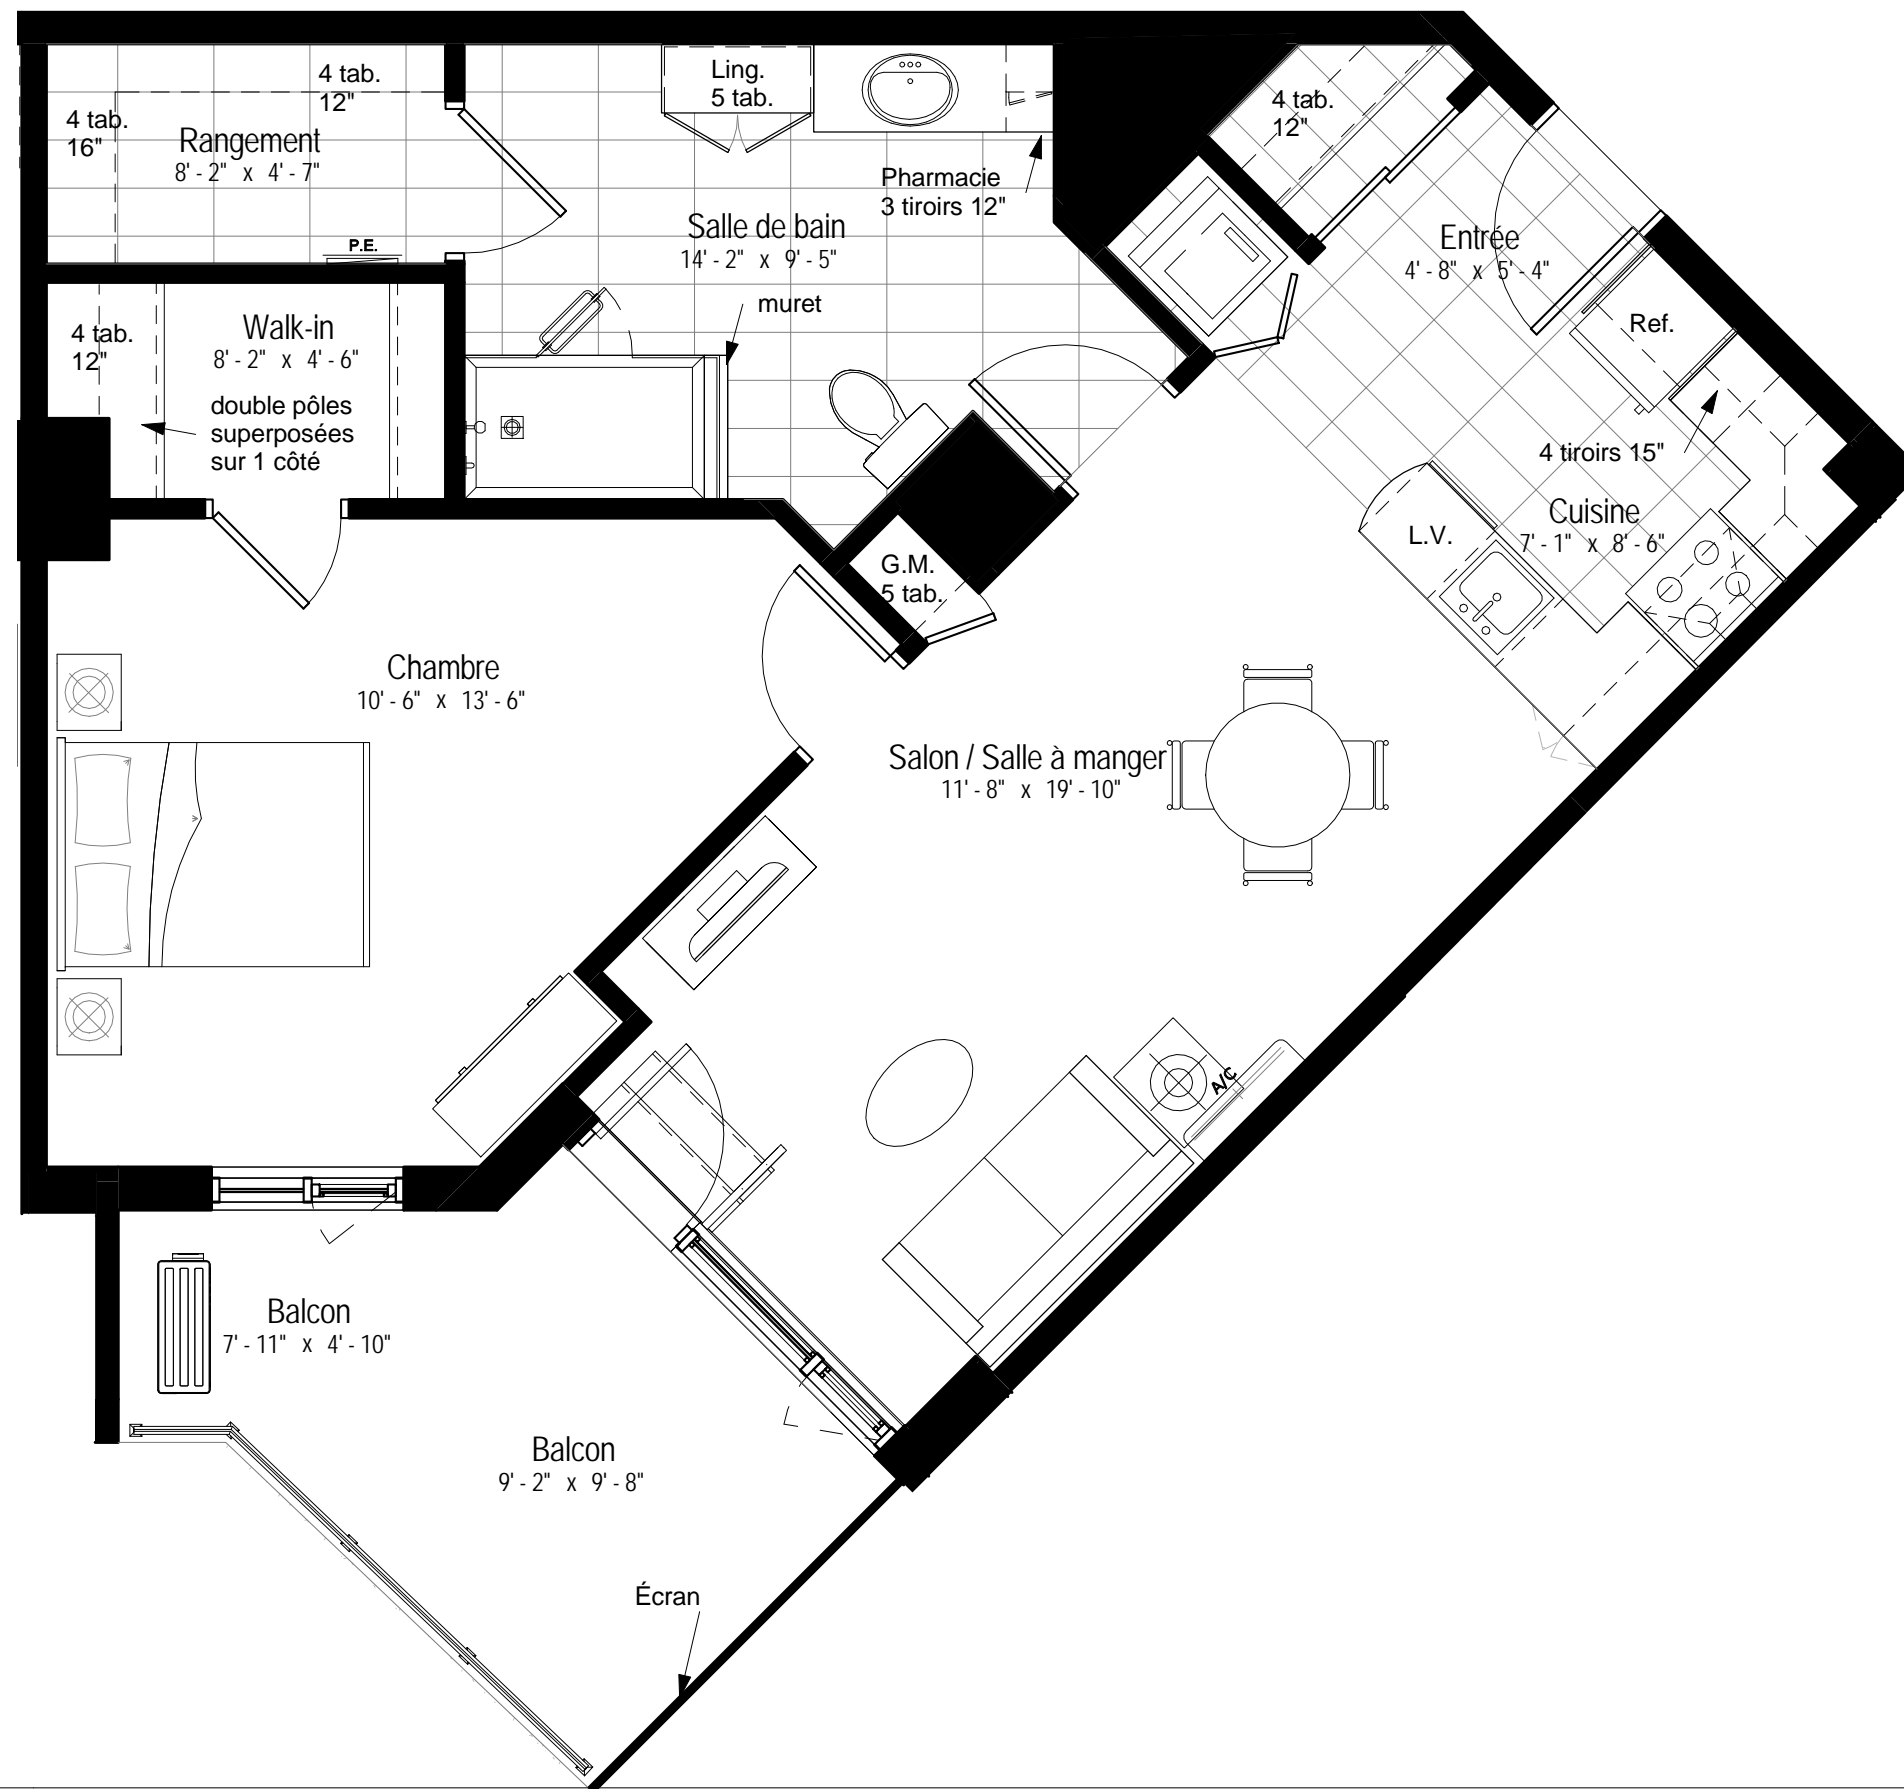 4 tab.
12"
4 tab.
16"
Rangement
8' - 2" x 4' - 7"
P.E.
Ling.
5 tab.
Pharmacie
3 tiroirs 12"
Salle de bain
14' - 2" x 9' - 5"
muret
4 tab.
12"
Entrée
4' - 8" x 5' - 4"
Ref.
4 tab.
12"
Walk-in
8' - 2" x 4' - 6"
double pôles
superposées
sur 1 côté
4 tiroirs 15"
Cuisine
7' - 1" x 8' - 6"
L.V.
G.M.
5 tab.
Chambre
10' - 6" x 13' - 6"
Salon / Salle à manger
11' - 8" x 19' - 10"
A/C
Balcon
7' - 11" x 4' - 10"
Balcon
9' - 2" x 9' - 8"
Écran